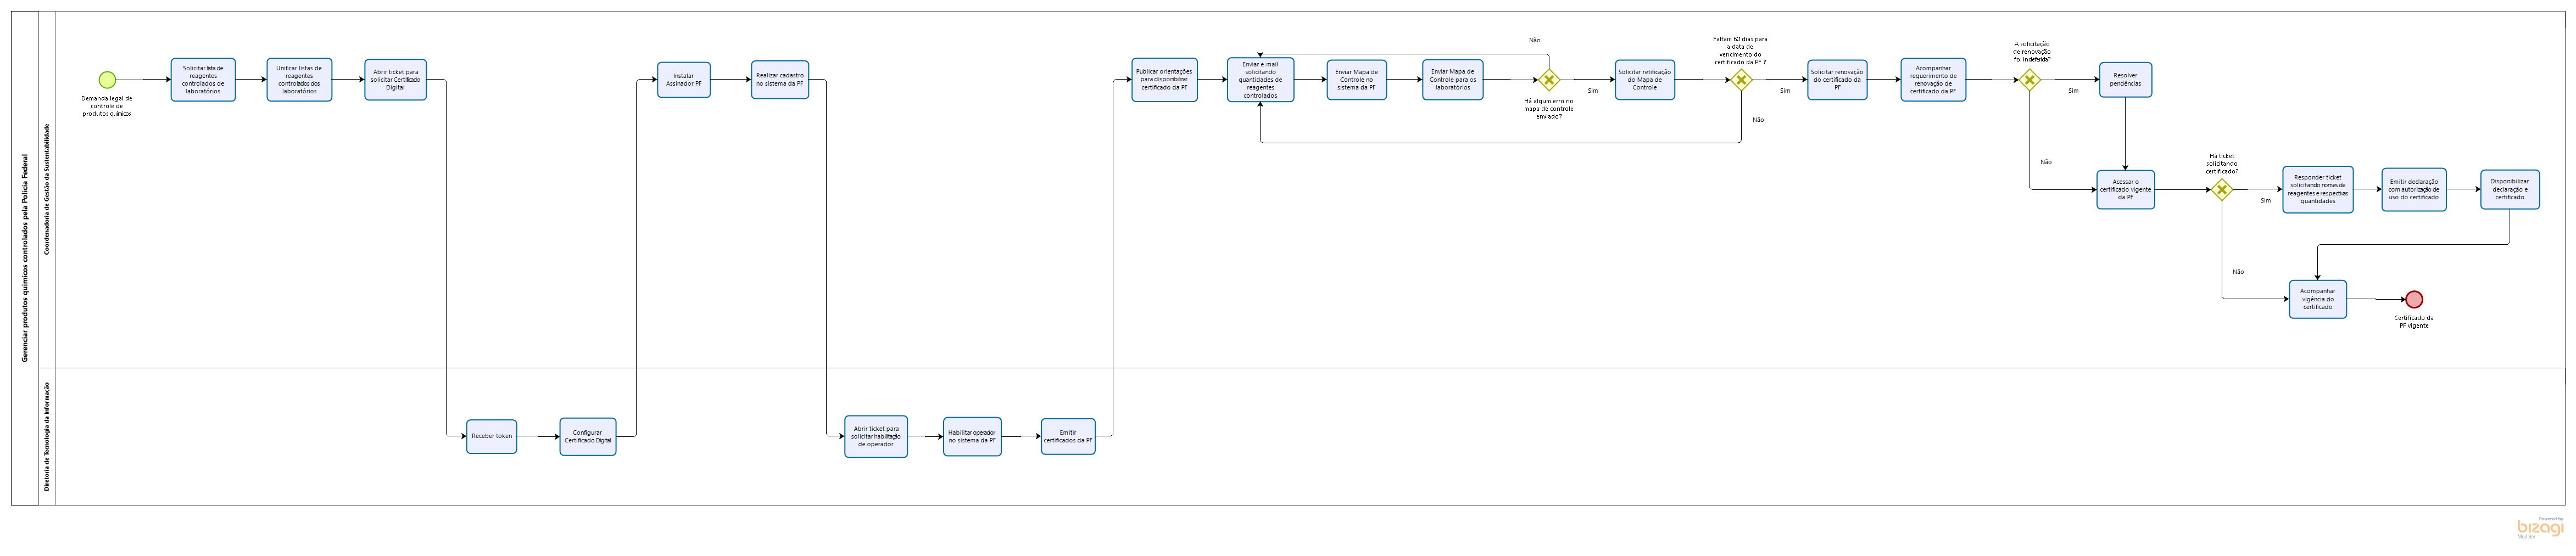 Gerenciar produtos químicos controlados pela Polícia Federal
Coordenadoria de Gestão da Sustentabilidade
Demanda legal de
controle de
produtos químicos
Solicitar lista de
reagentes
controlados de
laboratórios
Unificar listas de
reagentes
controlados dos
laboratórios
Abrir ticket para
solicitar Certificado
Digital
Instalar
Assinador PF
Realizar cadastro
no sistema da PF
Publicar orientações
para disponibilizar
certificado da PF
Enviar e-mail
solicitando
quantidades de
reagentes
controlados
Enviar Mapa de
Controle no
sistema da PF
Enviar Mapa de
Controle para os
laboratórios
Não
Há algum erro no
mapa de controle
enviado?
Sim
Solicitar retificação
do Mapa de
Controle
Faltam 60 dias para
a data de
vencimento do
certificado da PF ?
Sim
Não
Solicitar renovação
do certificado da
PF
Acompanhar
requerimento de
renovação de
certificado da PF
A solicitação
de renovação
foi indeferida?
Sim
Não
Resolver
pendências
Acessar o
certificado vigente
da PF
Há ticket
solicitando
certificado?
Sim
Não
Responder ticket
solicitando nomes de
reagentes e respectivas
quantidades
Emitir declaração
com autorização de
uso do certificado
Disponibilizar
declaração e
certificado
Acompanhar
vigência do
certificado
Certificado da
PF vigente
Diretoria de Tecnologia da Informação
Receber token
Configurar
Certificado Digital
Abrir ticket para
solicitar habilitação
de operador
Habilitar operador
no sistema da PF
Emitir
certificados da PF
Powered by
bizagi
Modeler